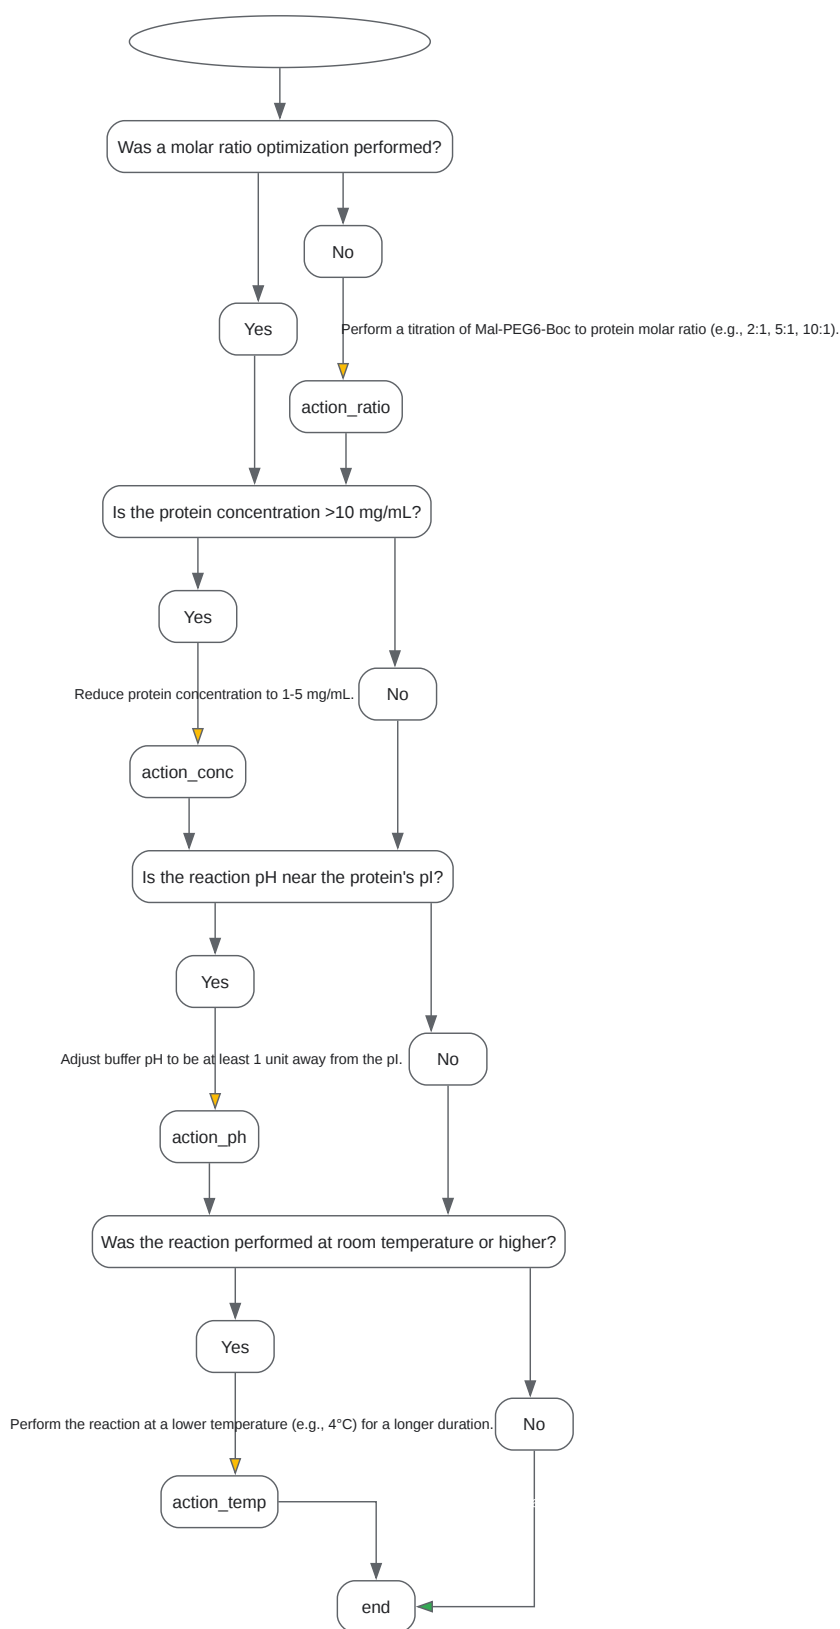 Was a molar ratio optimization performed?
No
Yes
Perform a titration of Mal-PEG6-Boc to protein molar ratio (e.g., 2:1, 5:1, 10:1).
action_ratio
Is the protein concentration >10 mg/mL?
Yes
Reduce protein concentration to 1-5 mg/mL.
No
action_conc
Is the reaction pH near the protein's pI?
Yes
Adjust buffer pH to be at least 1 unit away from the pI.
No
action_ph
Was the reaction performed at room temperature or higher?
Yes
Perform the reaction at a lower temperature (e.g., 4°C) for a longer duration.
No
action_temp
end